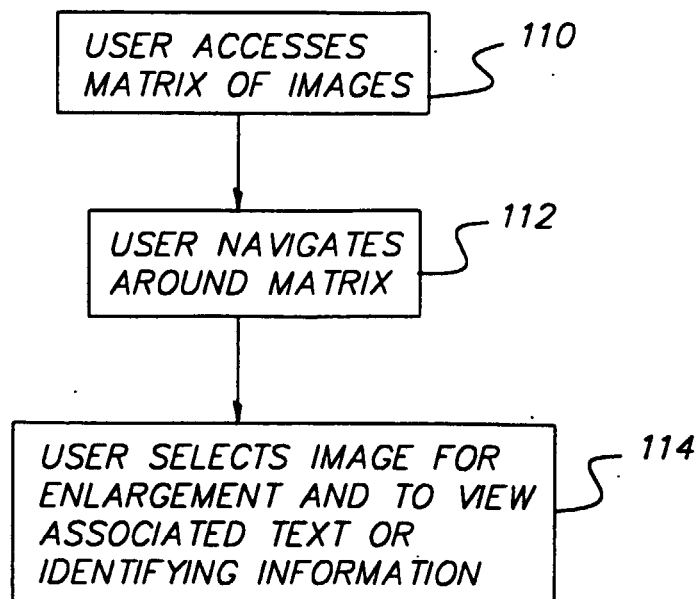 USER ACCESSES
MATRIX OF IMAGES
110
USER NAVIGATES
AROUND MATRIX
112
USER SELECTS IMAGE FOR
ENLARGEMENT AND TO VIEW
ASSOCIATED TEXT OR
IDENTIFYING INFORMATION
114